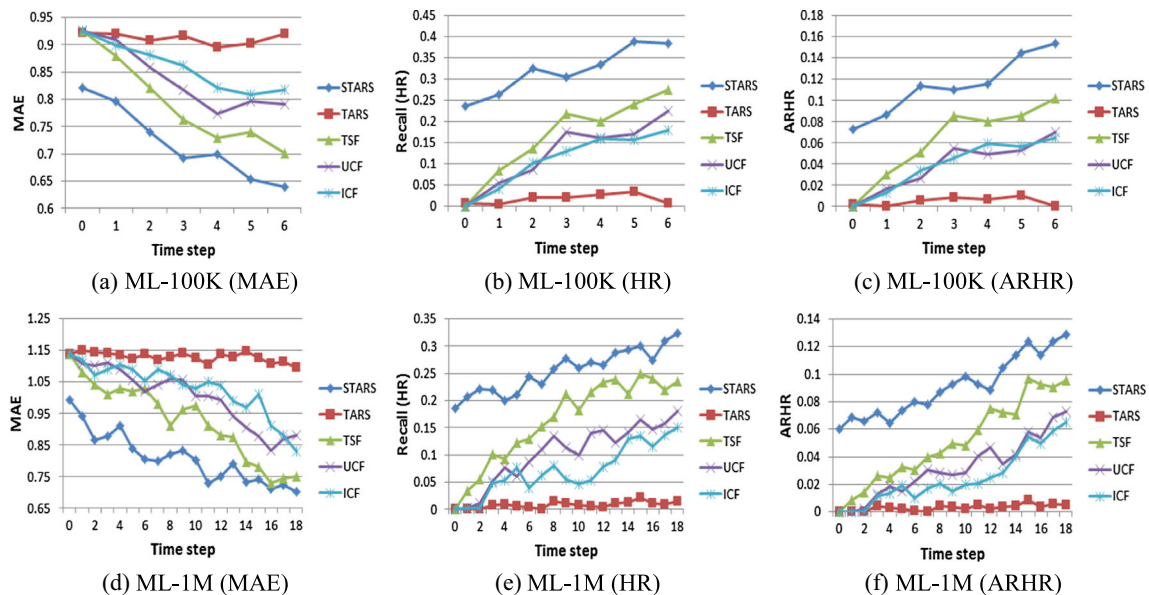 0.95
0.9
0.85
0.8
0.75
0.7
0.65
0.6
MAE
0 1 2 3 4 5 6
Time step
STARS
TARS
TSF
UCF
ICF
(a) ML-100K (MAE)
0.45
0.4
0.35
0.3
0.25
0.2
0.15
0.1
0.05
0
Recall (HR)
0 1 2 3 4 5 6
Time step
STARS
TARS
TSF
UCF
ICF
(b) ML-100K (HR)
0.18
0.16
0.14
0.12
0.1
0.08
0.06
0.04
0.02
0
ARHR
0 1 2 3 4 5 6
Time step
STARS
TARS
TSF
UCF
ICF
(c) ML-100K (ARHR)
1.25
1.15
1.05
0.95
0.85
0.75
0.65
MAE
0 2 4 6 8 10 12 14 16 18
Time step
STARS
TARS
TSF
UCF
ICF
(d) ML-1M (MAE)
0.35
0.3
0.25
0.2
0.15
0.1
0.05
0
Recall (HR)
0 2 4 6 8 10 12 14 16 18
Time step
STARS
TARS
TSF
UCF
ICF
(e) ML-1M (HR)
0.14
0.12
0.1
0.08
0.06
0.04
0.02
0
ARHR
0 2 4 6 8 10 12 14 16 18
Time step
STARS
TARS
TSF
UCF
ICF
(f) ML-1M (ARHR)